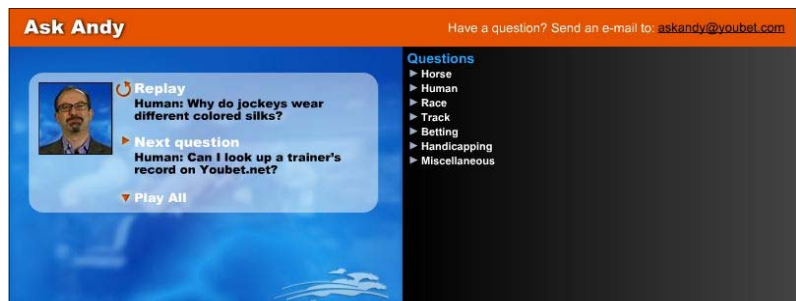 Ask Andy
Have a question? Send an e-mail to: askandy@youbet.com
Replay
Human: Why do jockeys wear
different colored silks?
Next question
Human: Can I look up a trainer's
record on Youbet.net?
Play All
Questions
Horse
Human
Race
Track
Betting
Handicapping
Miscellaneous